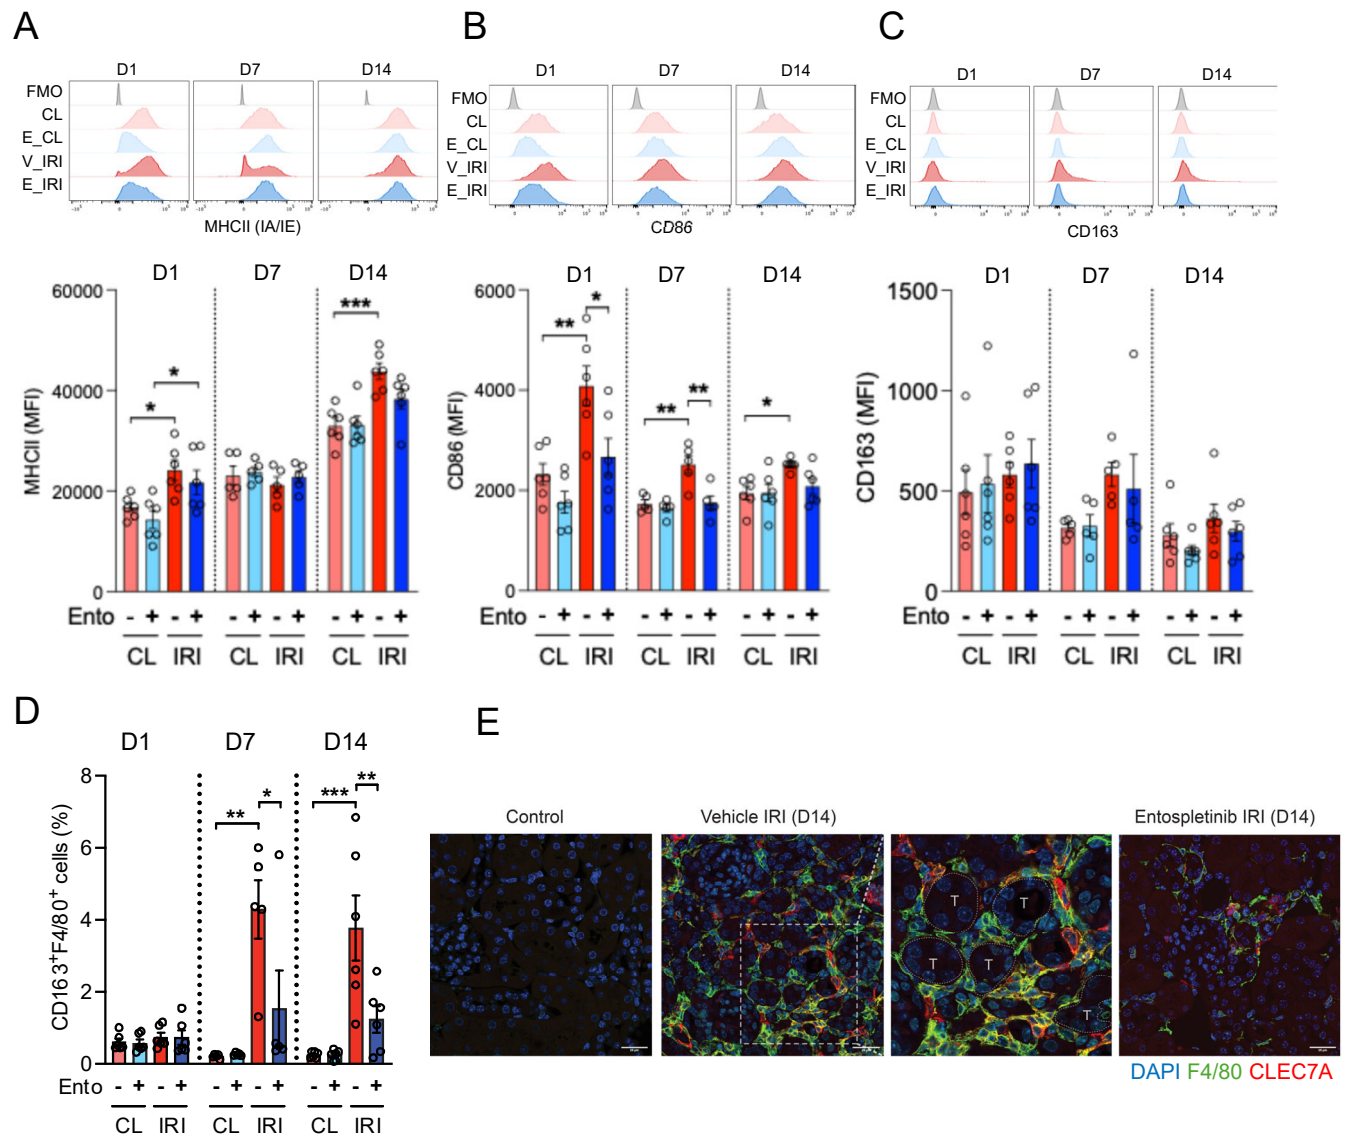 A
D1 D7 D14
FMO
CL
E_CL
V_IRI
E_IRI
MHCII (IA/IE)
B
D1 D7 D14
FMO
CL
E_CL
V_IRI
E_IRI
CD86
C
D1 D7 D14
FMO
CL
E_CL
V_IRI
E_IRI
CD163
D1 D7 D14
MHCII (MFI)
60000
40000
20000
0
* * ***
Ento - + - + - + - + - + - +
CL IRI CL IRI CL IRI
D1 D7 D14
CD86 (MFI)
6000
4000
2000
0
** * ** ** *
Ento - + - + - + - + - + - +
CL IRI CL IRI CL IRI
D1 D7 D14
CD163 (MFI)
1500
1000
500
0
Ento - + - + - + - + - + - +
CL IRI CL IRI CL IRI
D
D1 D7 D14
CD163+F4/80+ cells (%)
8
6
4
2
0
** * *** **
Ento - + - + - + - + - + - +
CL IRI CL IRI CL IRI
E
Control Vehicle IRI (D14) Entospletinib IRI (D14)
T T
T T
T
DAPI F4/80 CLEC7A